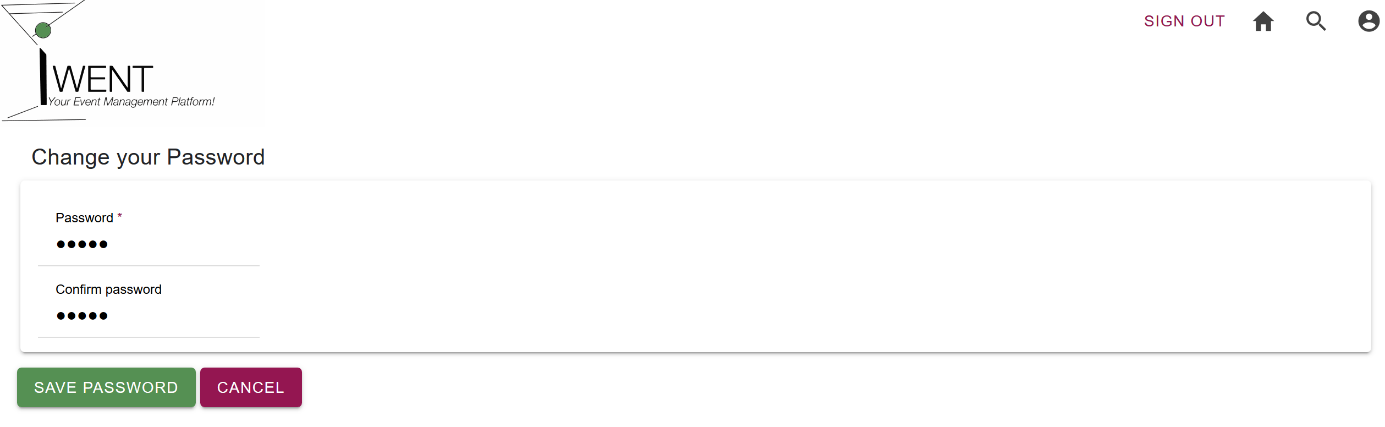 SIGN OUT
IWENT
Your Event Management Platform!
Change your Password
Password *
●●●●●
Confirm password
●●●●●
SAVE PASSWORD
CANCEL